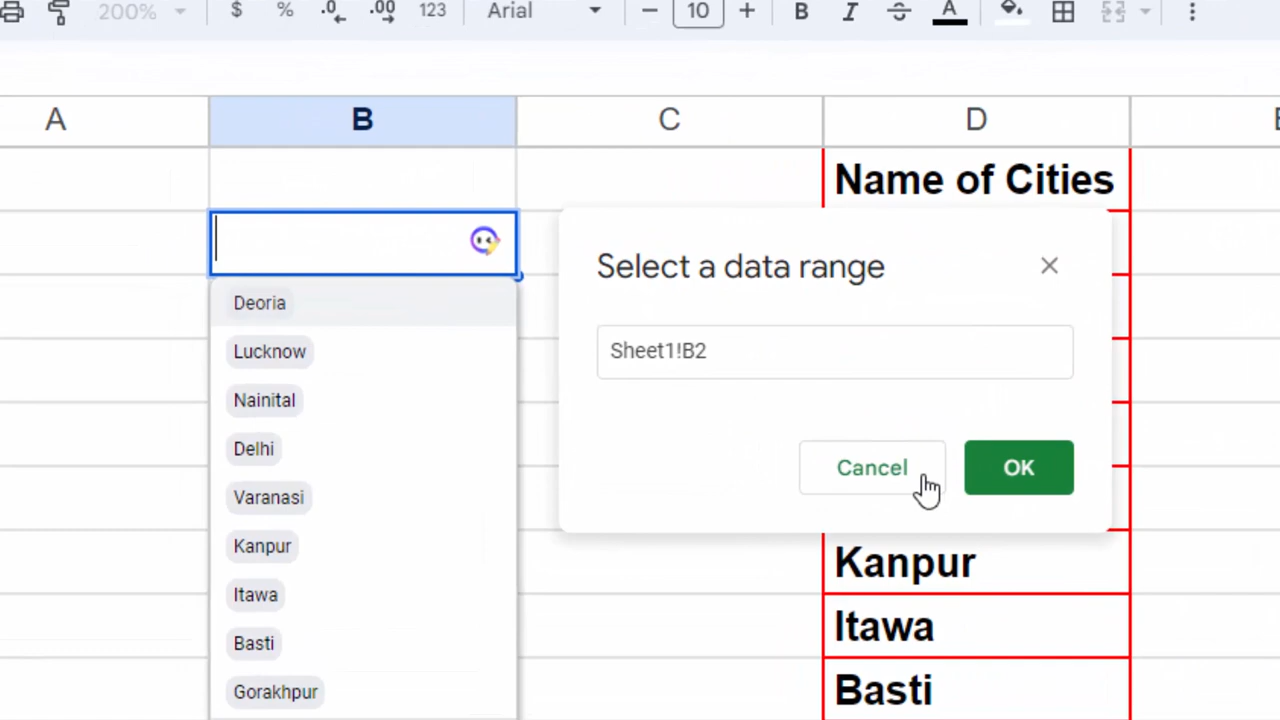 200% $ % .0 .00 123 Arial 10 B I A
A B C D E
Name of Cities
Select a data range
Sheet1!B2
Cancel OK
Deoria
Lucknow
Nainital
Delhi
Varanasi
Kanpur
Itawa
Basti
Gorakhpur
Kanpur
Itawa
Basti